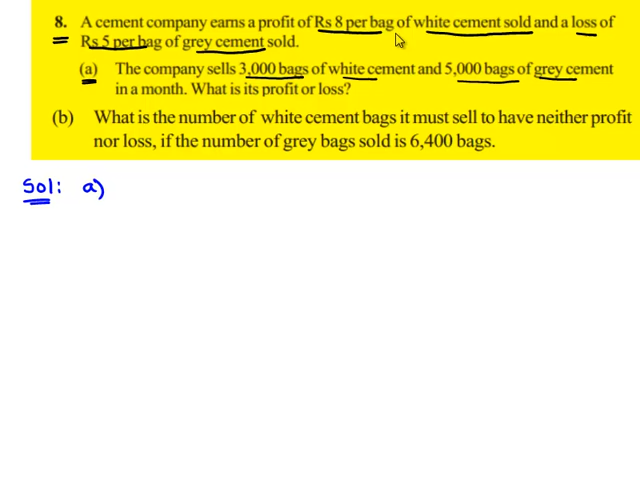 8. A cement company earns a profit of Rs 8 per bag of white cement sold and a loss of
Rs 5 per bag of grey cement sold.
(a) The company sells 3,000 bags of white cement and 5,000 bags of grey cement
in a month. What is its profit or loss?
(b) What is the number of white cement bags it must sell to have neither profit
nor loss, if the number of grey bags sold is 6,400 bags.
Sol: a)